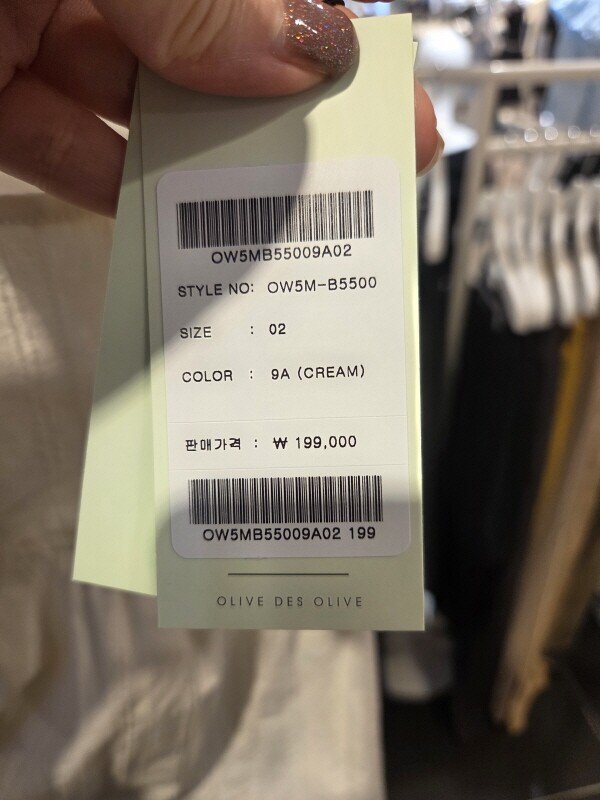 OW5MB55009A02
STYLE NO: OW5M-B5500
SIZE : 02
COLOR : 9A (CREAM)
판매가격 : ₩ 199,000
OW5MB55009A02 199
OLIVE DES OLIVE